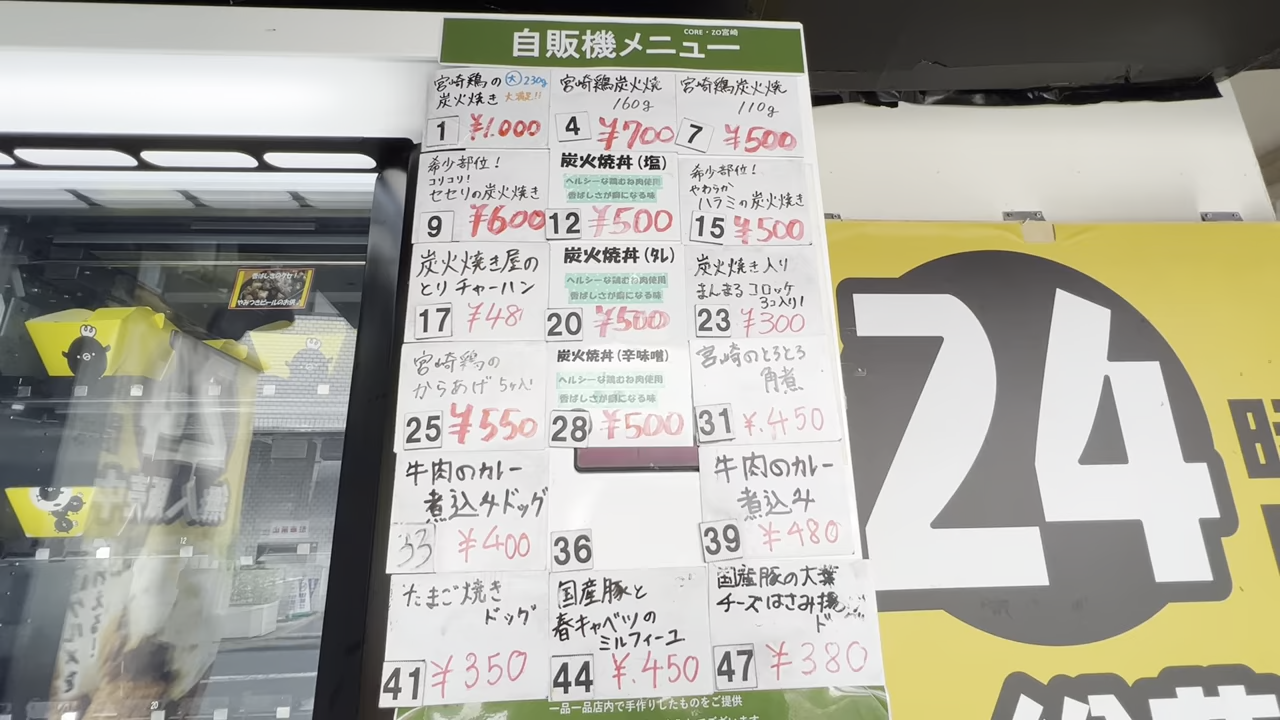 CORE・ZO宮崎
自販機メニュー
宮崎鶏の 大 230g
炭火焼き 大満足!!
1 ¥1.000
宮崎鶏炭火焼
160g
4 ¥700
宮崎鶏炭火焼
110g
7 ¥500
希少部位!
コリコリ!
セセリの炭火焼き
9 ¥600
炭火焼丼(塩)
ヘルシーな鶏むね肉使用
香ばしさが癖になる味
12 ¥500
希少部位!
やわらか
ハラミの炭火焼き
15 ¥500
炭火焼き屋の
とりチャーハン
17 ¥48
炭火焼丼(タレ)
ヘルシーな鶏むね肉使用
香ばしさが癖になる味
20 ¥500
炭火焼き入り
まんまるコロッケ
3コ入り!
23 ¥300
宮崎鶏の
からあげ 5ヶ入!
25 ¥550
炭火焼丼(辛味噌)
ヘルシーな鶏むね肉使用
香ばしさが癖になる味
28 ¥500
宮崎のとろとろ
角煮
31 ¥.450
牛肉のカレー
煮込みドッグ
33 ¥400
36
牛肉のカレー
煮込み
39 ¥480
たまご焼き
ドッグ
41 ¥350
国産豚と
春キャベツの
ミルフィーユ
44 ¥.450
国産豚の大葉
チーズはさみ揚
ド
47 ¥380
一品一品店内で手作りしたものをご提供
24
やみつきビールのお供